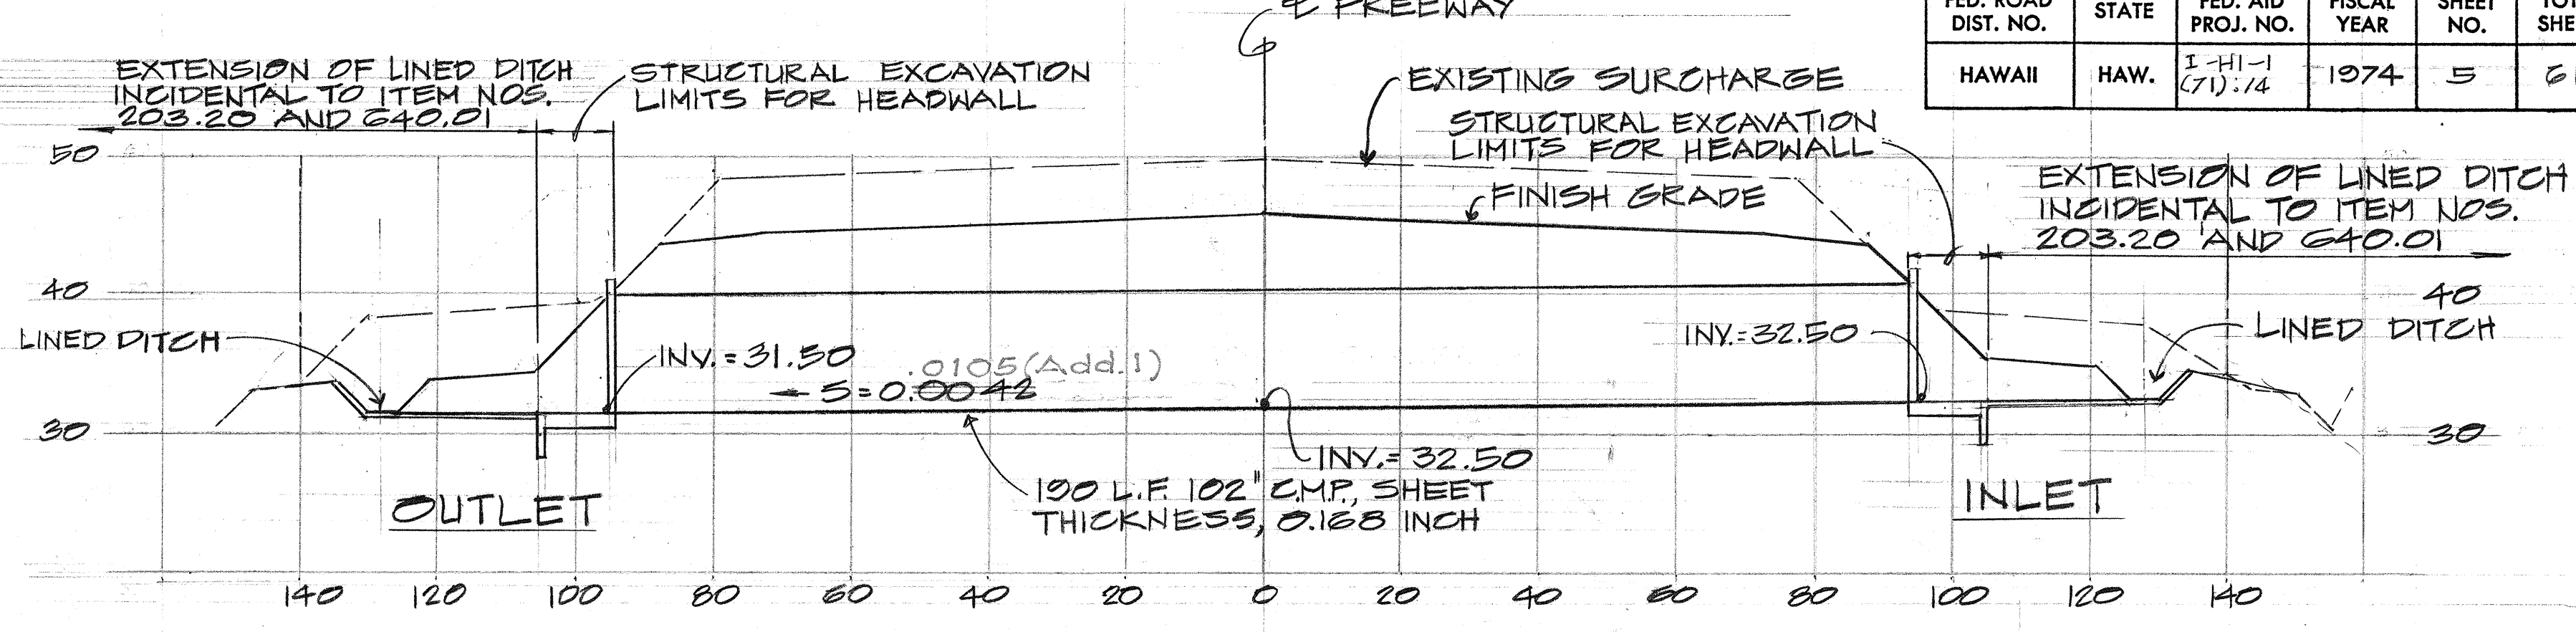 ℄ FREEWAY
FED. ROAD DIST. NO.
STATE
FED. AID PROJ. NO.
FISCAL YEAR
SHEET NO.
HAWAII
HAW.
I-H1-1
(71):14
1974
5
EXTENSION OF LINED DITCH
INCIDENTAL TO ITEM NOS.
203.20 AND 640.01
STRUCTURAL EXCAVATION
LIMITS FOR HEADWALL
EXISTING SURCHARGE
STRUCTURAL EXCAVATION
LIMITS FOR HEADWALL
FINISH GRADE
EXTENSION OF LINED DITCH
INCIDENTAL TO ITEM NOS.
203.20 AND 640.01
50
40
40
LINED DITCH
INV.=31.50
.0105 (Add.1)
S=0.0042
INV.=32.50
LINED DITCH
30
30
INV.=32.50
190 L.F. 102" C.M.P., SHEET
THICKNESS, 0.168 INCH
OUTLET
INLET
140 120 100 80 60 40 20 0 20 40 60 80 100 120 140